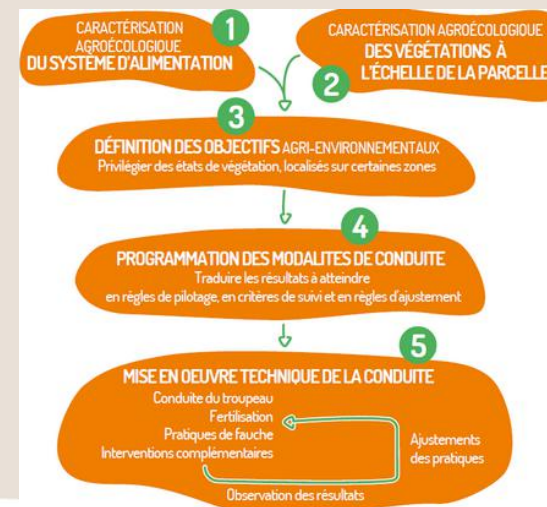 1
CARACTÉRISATION
AGROÉCOLOGIQUE
DU SYSTÈME D'ALIMENTATION
CARACTÉRISATION AGROÉCOLOGIQUE
DES VÉGÉTATIONS À
L'ÉCHELLE DE LA PARCELLE
2
3
DÉFINITION DES OBJECTIFS AGRI-ENVIRONNEMENTAUX
Privilégier des états de végétation, localisés sur certaines zones
4
PROGRAMMATION DES MODALITES DE CONDUITE
Traduire les résultats à atteindre
en règles de pilotage, en critères de suivi et en règles d'ajustement
5
MISE EN OEUVRE TECHNIQUE DE LA CONDUITE
Conduite du troupeau
Fertilisation
Pratiques de fauche
Interventions complémentaires
Ajustements
des pratiques
Observation des résultats